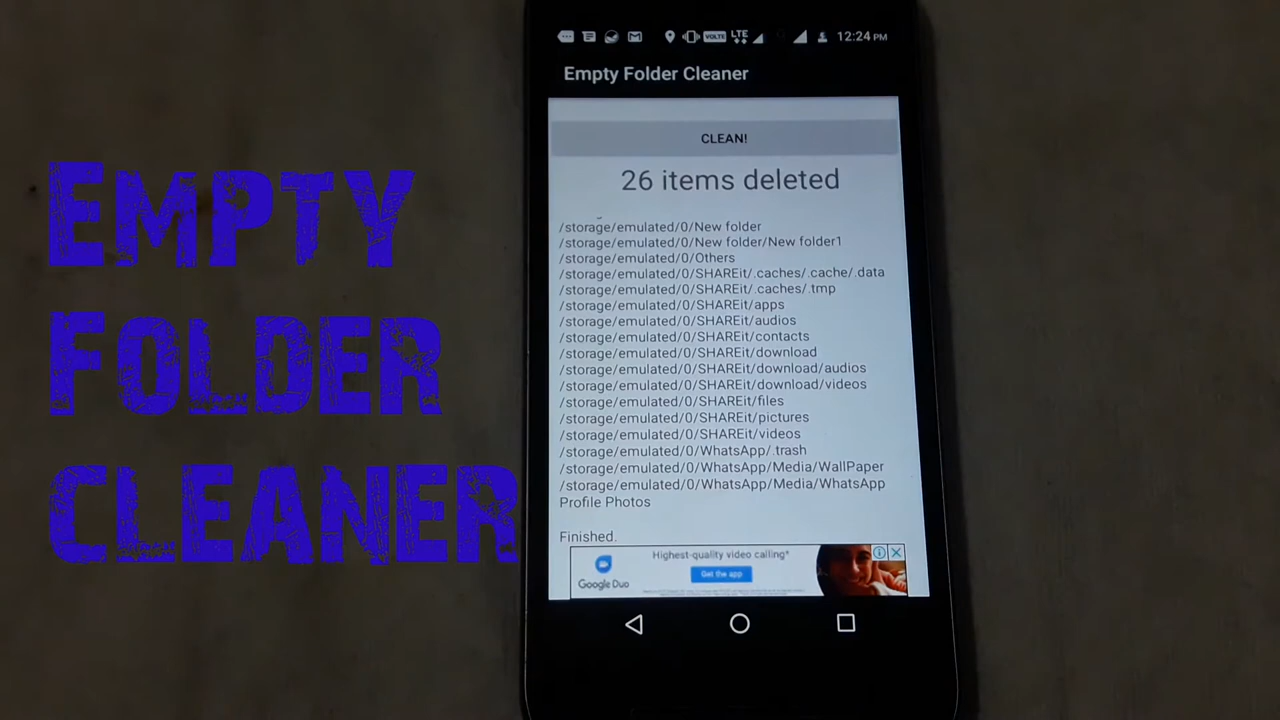 EMPTY
FOLDER
CLEANER
VOLTE
LTE
12:24 PM
Empty Folder Cleaner
CLEAN!
26 items deleted
/storage/emulated/0/New folder
/storage/emulated/0/New folder/New folder1
/storage/emulated/0/Others
/storage/emulated/0/SHAREit/.caches/.cache/.data
/storage/emulated/0/SHAREit/.caches/.tmp
/storage/emulated/0/SHAREit/apps
/storage/emulated/0/SHAREit/audios
/storage/emulated/0/SHAREit/contacts
/storage/emulated/0/SHAREit/download
/storage/emulated/0/SHAREit/download/audios
/storage/emulated/0/SHAREit/download/videos
/storage/emulated/0/SHAREit/files
/storage/emulated/0/SHAREit/pictures
/storage/emulated/0/SHAREit/videos
/storage/emulated/0/WhatsApp/.trash
/storage/emulated/0/WhatsApp/Media/WallPaper
/storage/emulated/0/WhatsApp/Media/WhatsApp
Profile Photos
Finished.
Highest-quality video calling*
Get the app
Google Duo